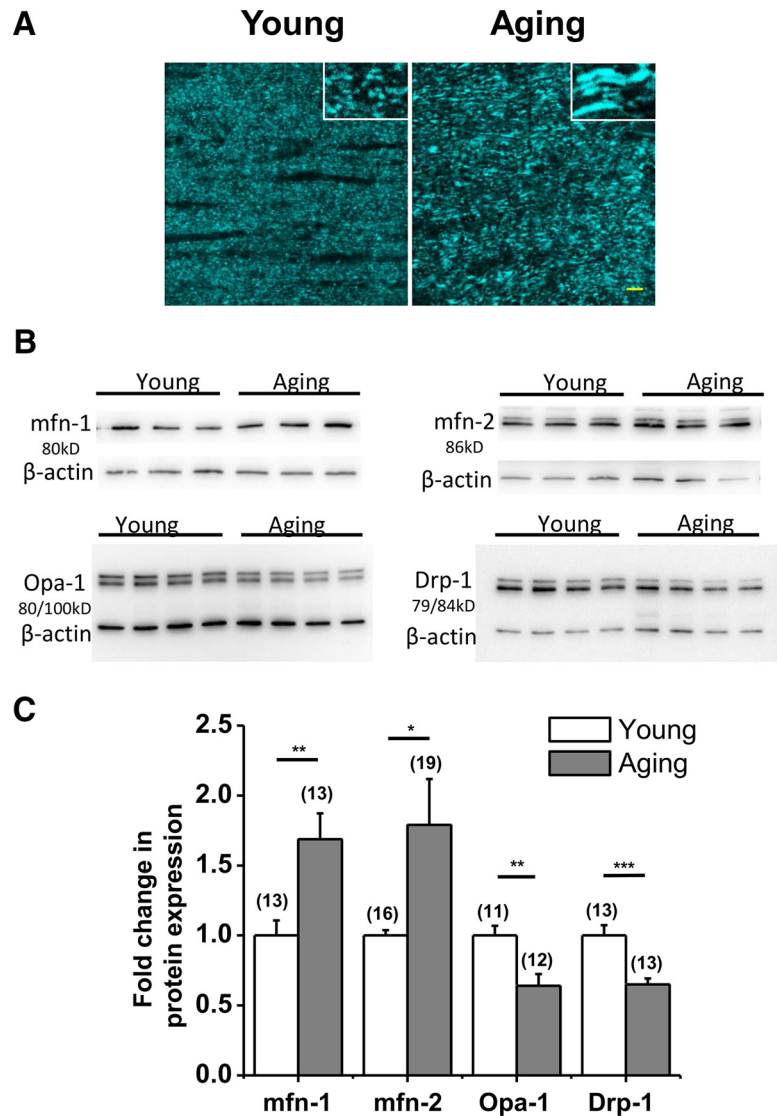 A
Young
Aging
B
Young
Aging
mfn-1
80kD
β-actin
Young
Aging
mfn-2
86kD
β-actin
Young
Aging
Opa-1
80/100kD
β-actin
Young
Aging
Drp-1
79/84kD
β-actin
C
Fold change in
protein expression
2.5
2.0
1.5
1.0
0.5
0.0
Young
Aging
**
(13)
(13)
*
(16)
(19)
**
(11)
(12)
***
(13)
(13)
mfn-1
mfn-2
Opa-1
Drp-1